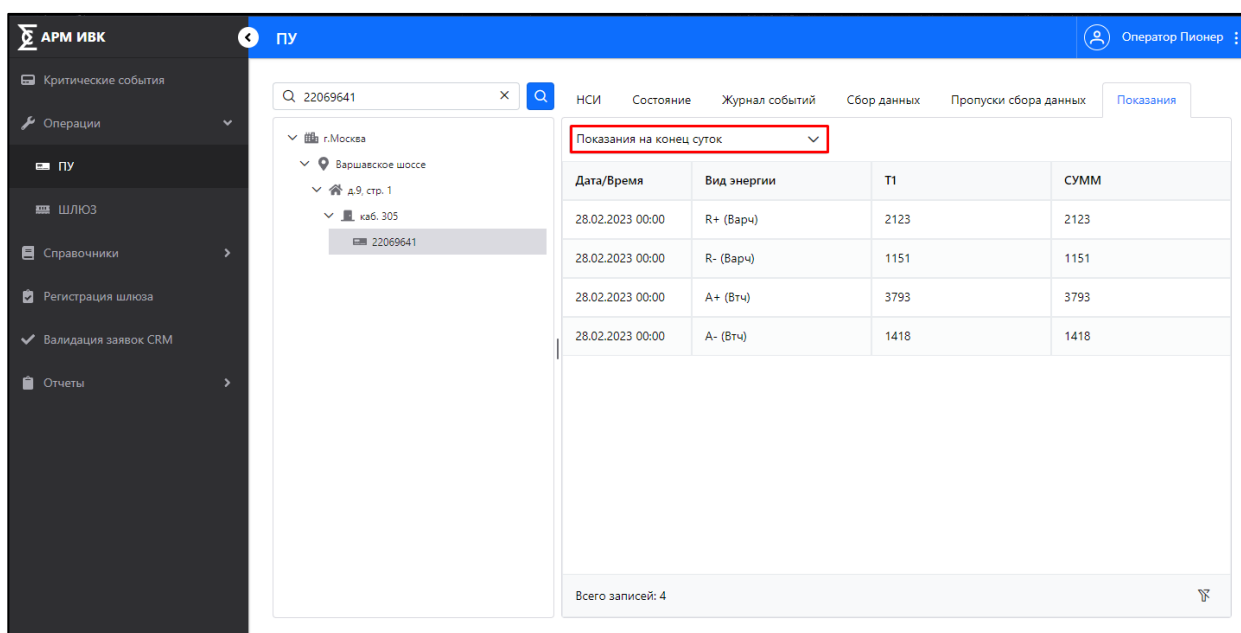 АРМ ИВК
ПУ
Оператор Пионер
Критические события
Операции
ПУ
ШЛЮЗ
Справочники
Регистрация шлюза
Валидация заявок CRM
Отчеты
22069641
г.Москва
Варшавское шоссе
д.9, стр. 1
каб. 305
22069641
НСИ Состояние Журнал событий Сбор данных Пропуски сбора данных Показания
Показания на конец суток
Дата/Время Вид энергии T1 СУММ
28.02.2023 00:00 R+ (Варч) 2123 2123
28.02.2023 00:00 R- (Варч) 1151 1151
28.02.2023 00:00 A+ (Втч) 3793 3793
28.02.2023 00:00 A- (Втч) 1418 1418
Всего записей: 4